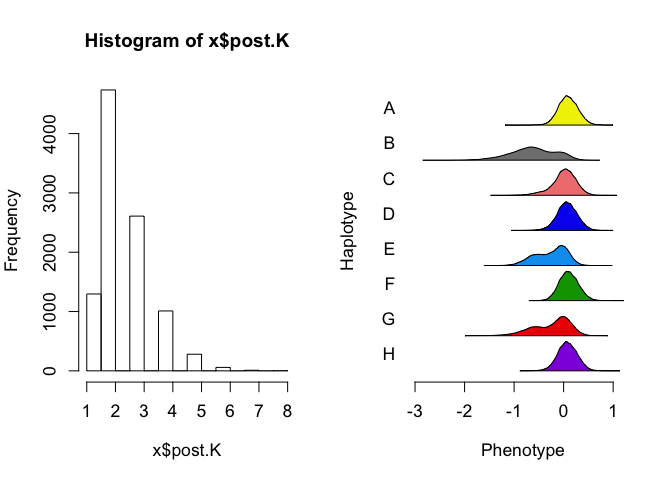 Histogram of x$post.K
Frequency
0 1000 2000 3000 4000
1 2 3 4 5 6 7 8
x$post.K
Haplotype
A
B
C
D
E
F
G
H
-3 -2 -1 0 1
Phenotype